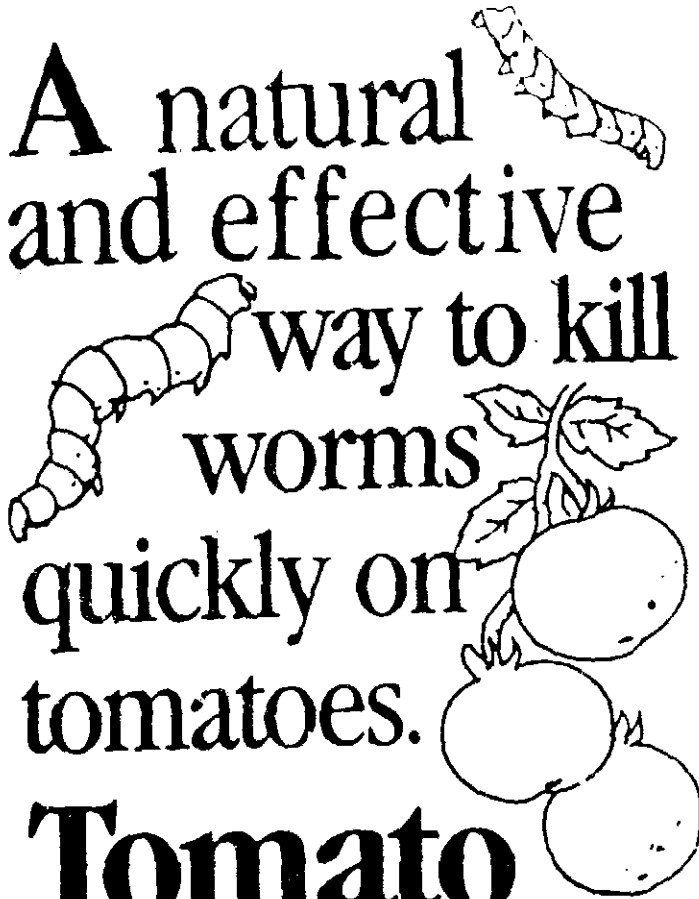 A natural
and effective
way to kill
worms
quickly on
tomatoes.
Tomato